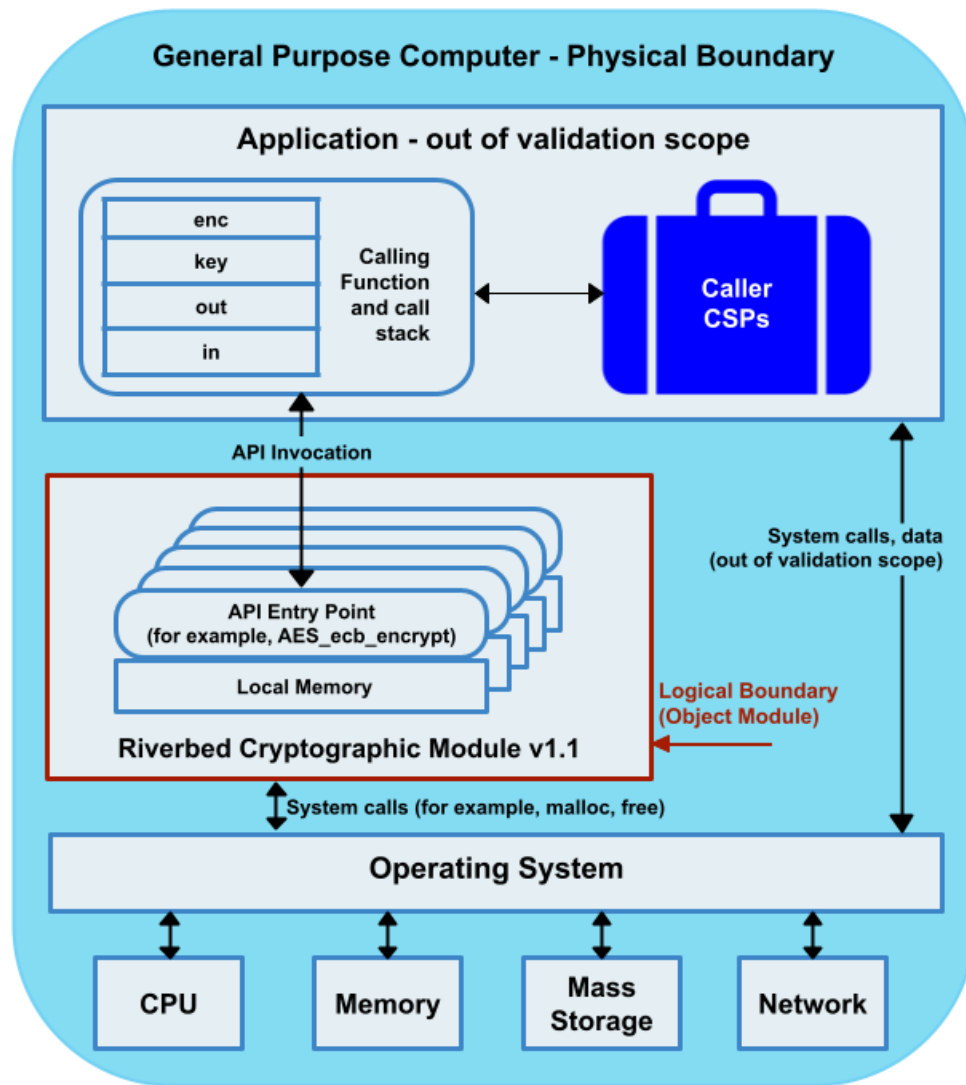 General Purpose Computer - Physical Boundary
Application - out of validation scope
enc
key
out
in
Calling
Function
and call
stack
Caller
CSPs
API Invocation
System calls, data
(out of validation scope)
API Entry Point
(for example, AES_ecb_encrypt)
Local Memory
Riverbed Cryptographic Module v1.1
Logical Boundary
(Object Module)
System calls (for example, malloc, free)
Operating System
CPU
Memory
Mass
Storage
Network